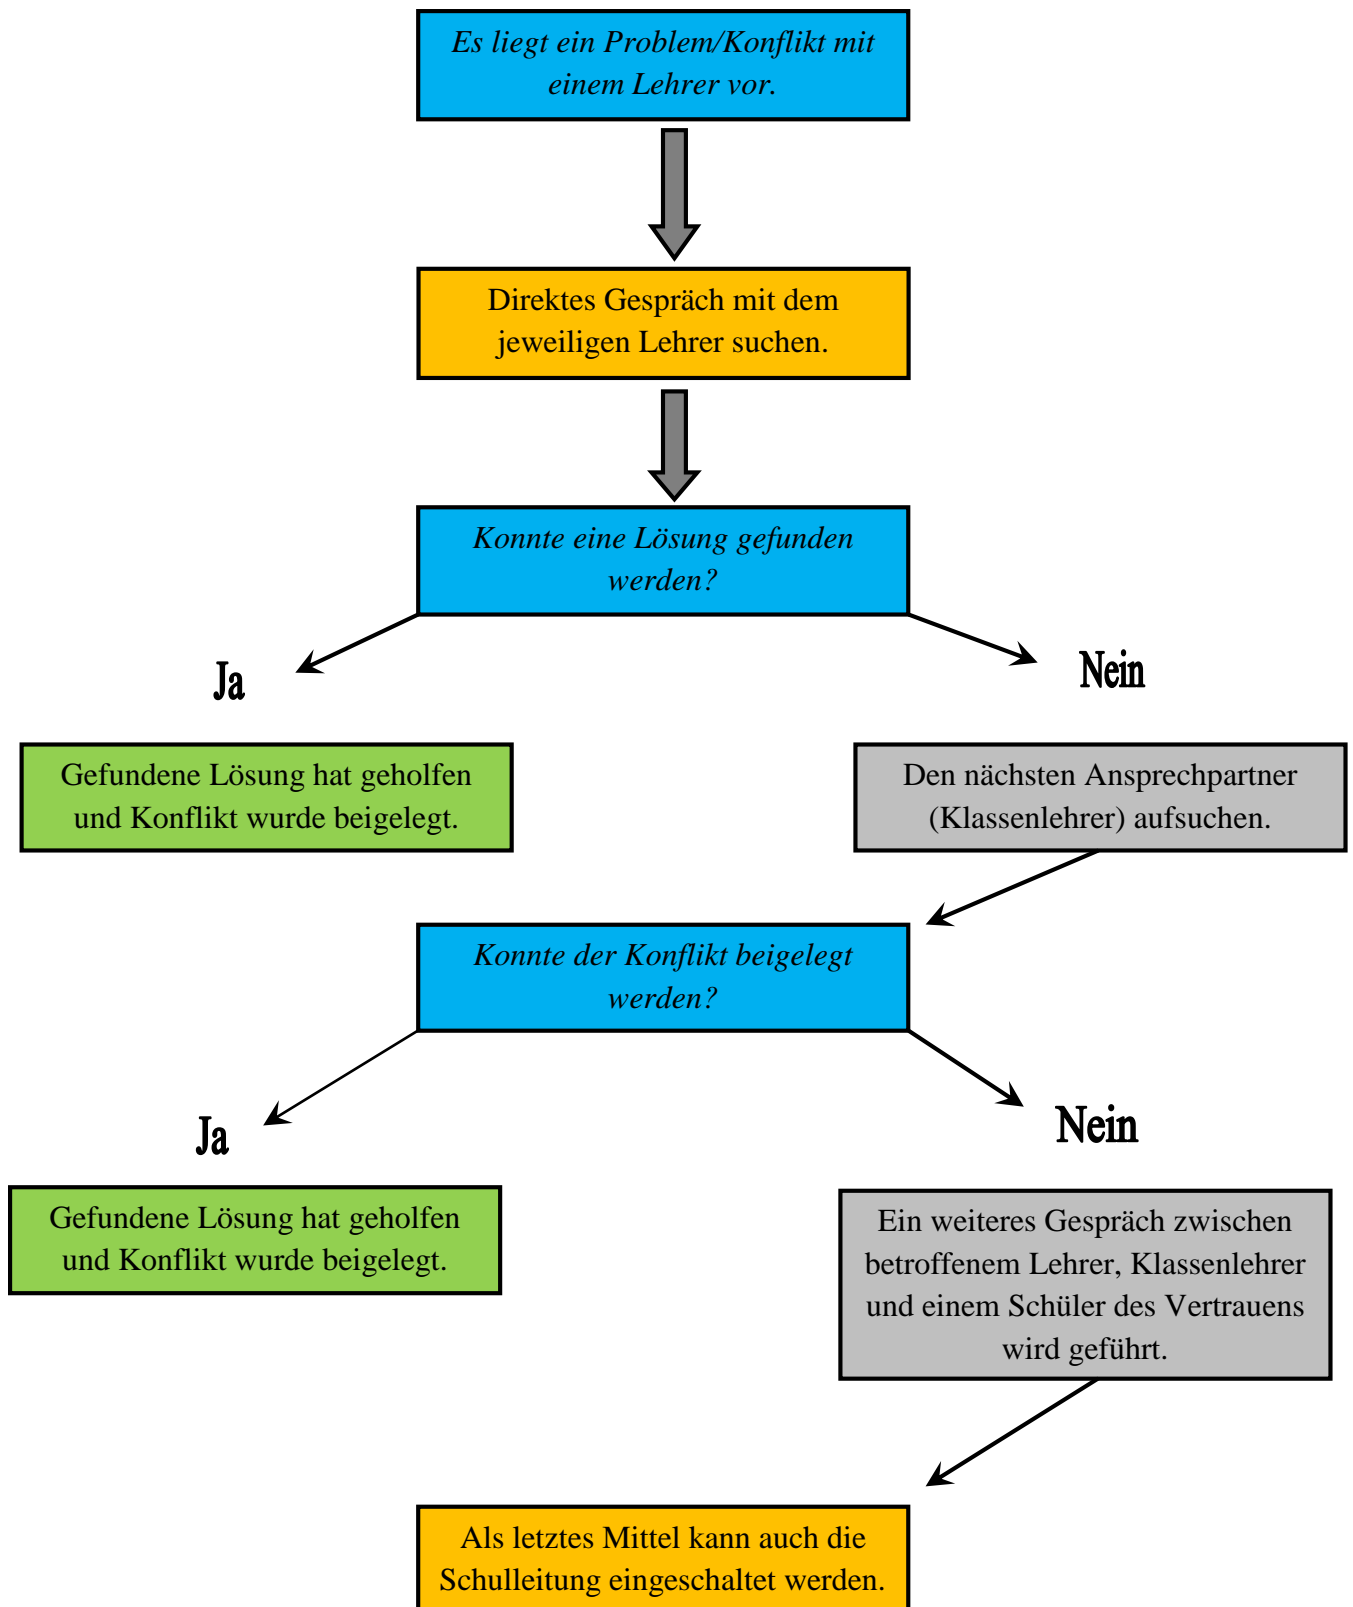 Es liegt ein Problem/Konflikt mit
einem Lehrer vor.
Direktes Gespräch mit dem
jeweiligen Lehrer suchen.
Konnte eine Lösung gefunden
werden?
Ja
Nein
Gefundene Lösung hat geholfen
und Konflikt wurde beigelegt.
Den nächsten Ansprechpartner
(Klassenlehrer) aufsuchen.
Konnte der Konflikt beigelegt
werden?
Ja
Nein
Gefundene Lösung hat geholfen
und Konflikt wurde beigelegt.
Ein weiteres Gespräch zwischen
betroffenem Lehrer, Klassenlehrer
und einem Schüler des Vertrauens
wird geführt.
Als letztes Mittel kann auch die
Schulleitung eingeschaltet werden.